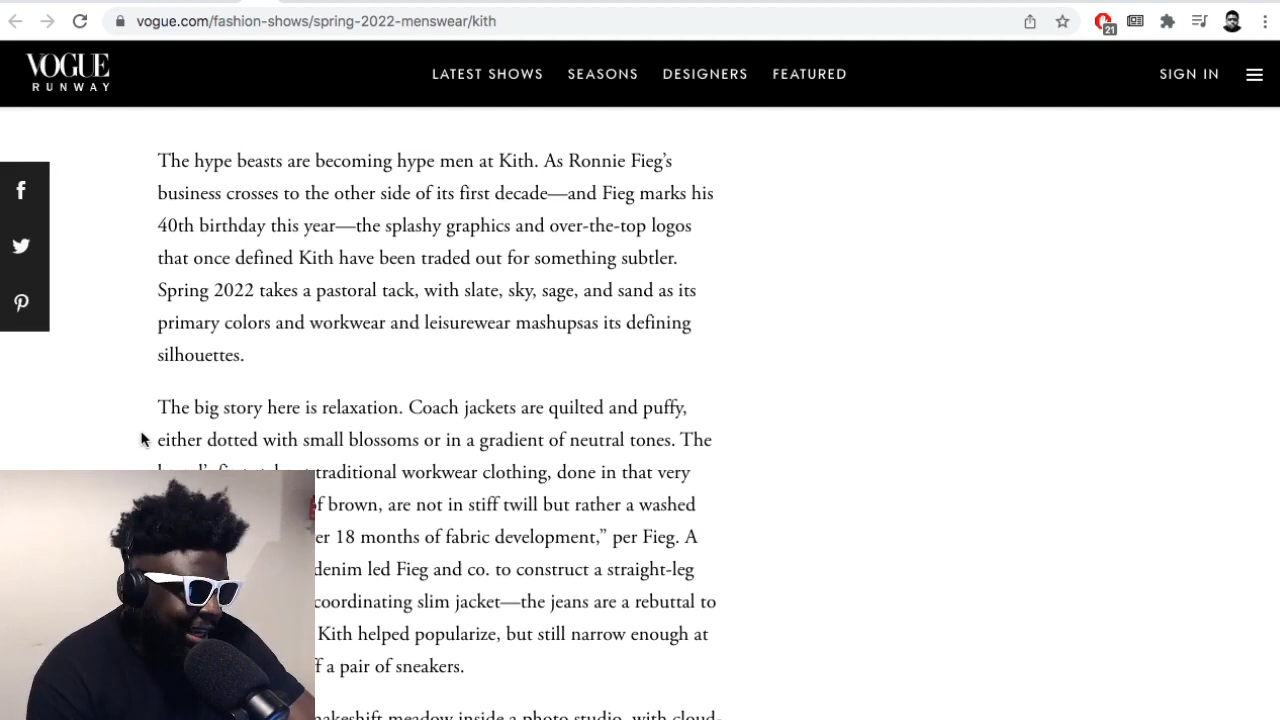 vogue.com/fashion-shows/spring-2022-menswear/kith
21
VOGUE
RUNWAY
LATEST SHOWS
SEASONS
DESIGNERS
FEATURED
SIGN IN
The hype beasts are becoming hype men at Kith. As Ronnie Fieg’s
business crosses to the other side of its first decade—and Fieg marks his
40th birthday this year—the splashy graphics and over-the-top logos
that once defined Kith have been traded out for something subtler.
Spring 2022 takes a pastoral tack, with slate, sky, sage, and sand as its
primary colors and workwear and leisurewear mashupsas its defining
silhouettes.
The big story here is relaxation. Coach jackets are quilted and puffy,
either dotted with small blossoms or in a gradient of neutral tones. The
traditional workwear clothing, done in that very
of brown, are not in stiff twill but rather a washed
18 months of fabric development,” per Fieg. A
denim led Fieg and co. to construct a straight-leg
coordinating slim jacket—the jeans are a rebuttal to
Kith helped popularize, but still narrow enough at
a pair of sneakers.
meadow inside a photo studio, with cloud-